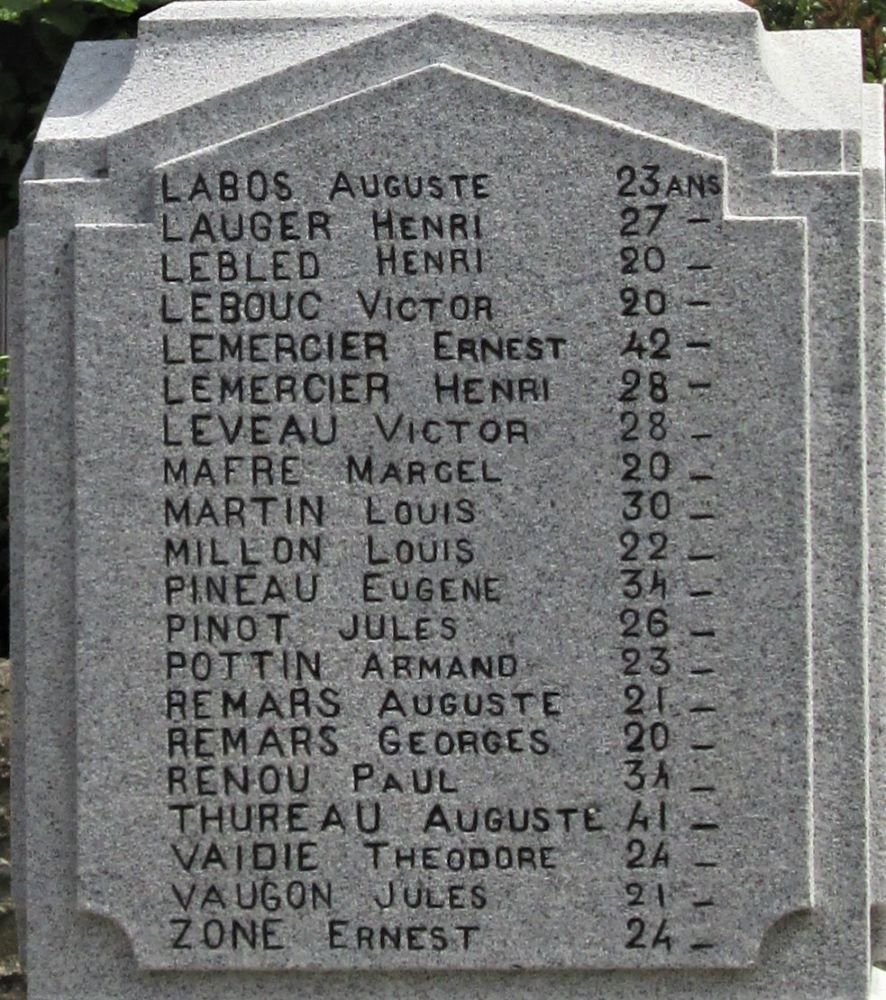 LABOS AUGUSTE 23 ANS
LAUGER HENRI 27 –
LEBLED HENRI 20 –
LEBOUC VICTOR 20 –
LEMERCIER ERNEST 42 –
LEMERCIER HENRI 28 –
LEVEAU VICTOR 28 –
MAFRE MARCEL 20 –
MARTIN LOUIS 30 –
MILLON LOUIS 22 –
PINEAU EUGENE 34 –
PINOT JULES 26 –
POTTIN ARMAND 23 –
REMARS AUGUSTE 21 –
REMARS GEORGES 20 –
RENOU PAUL 34 –
THUREAU AUGUSTE 41 –
VAIDIE THEODORE 24 –
VAUGON JULES 21 –
ZONE ERNEST 24 –